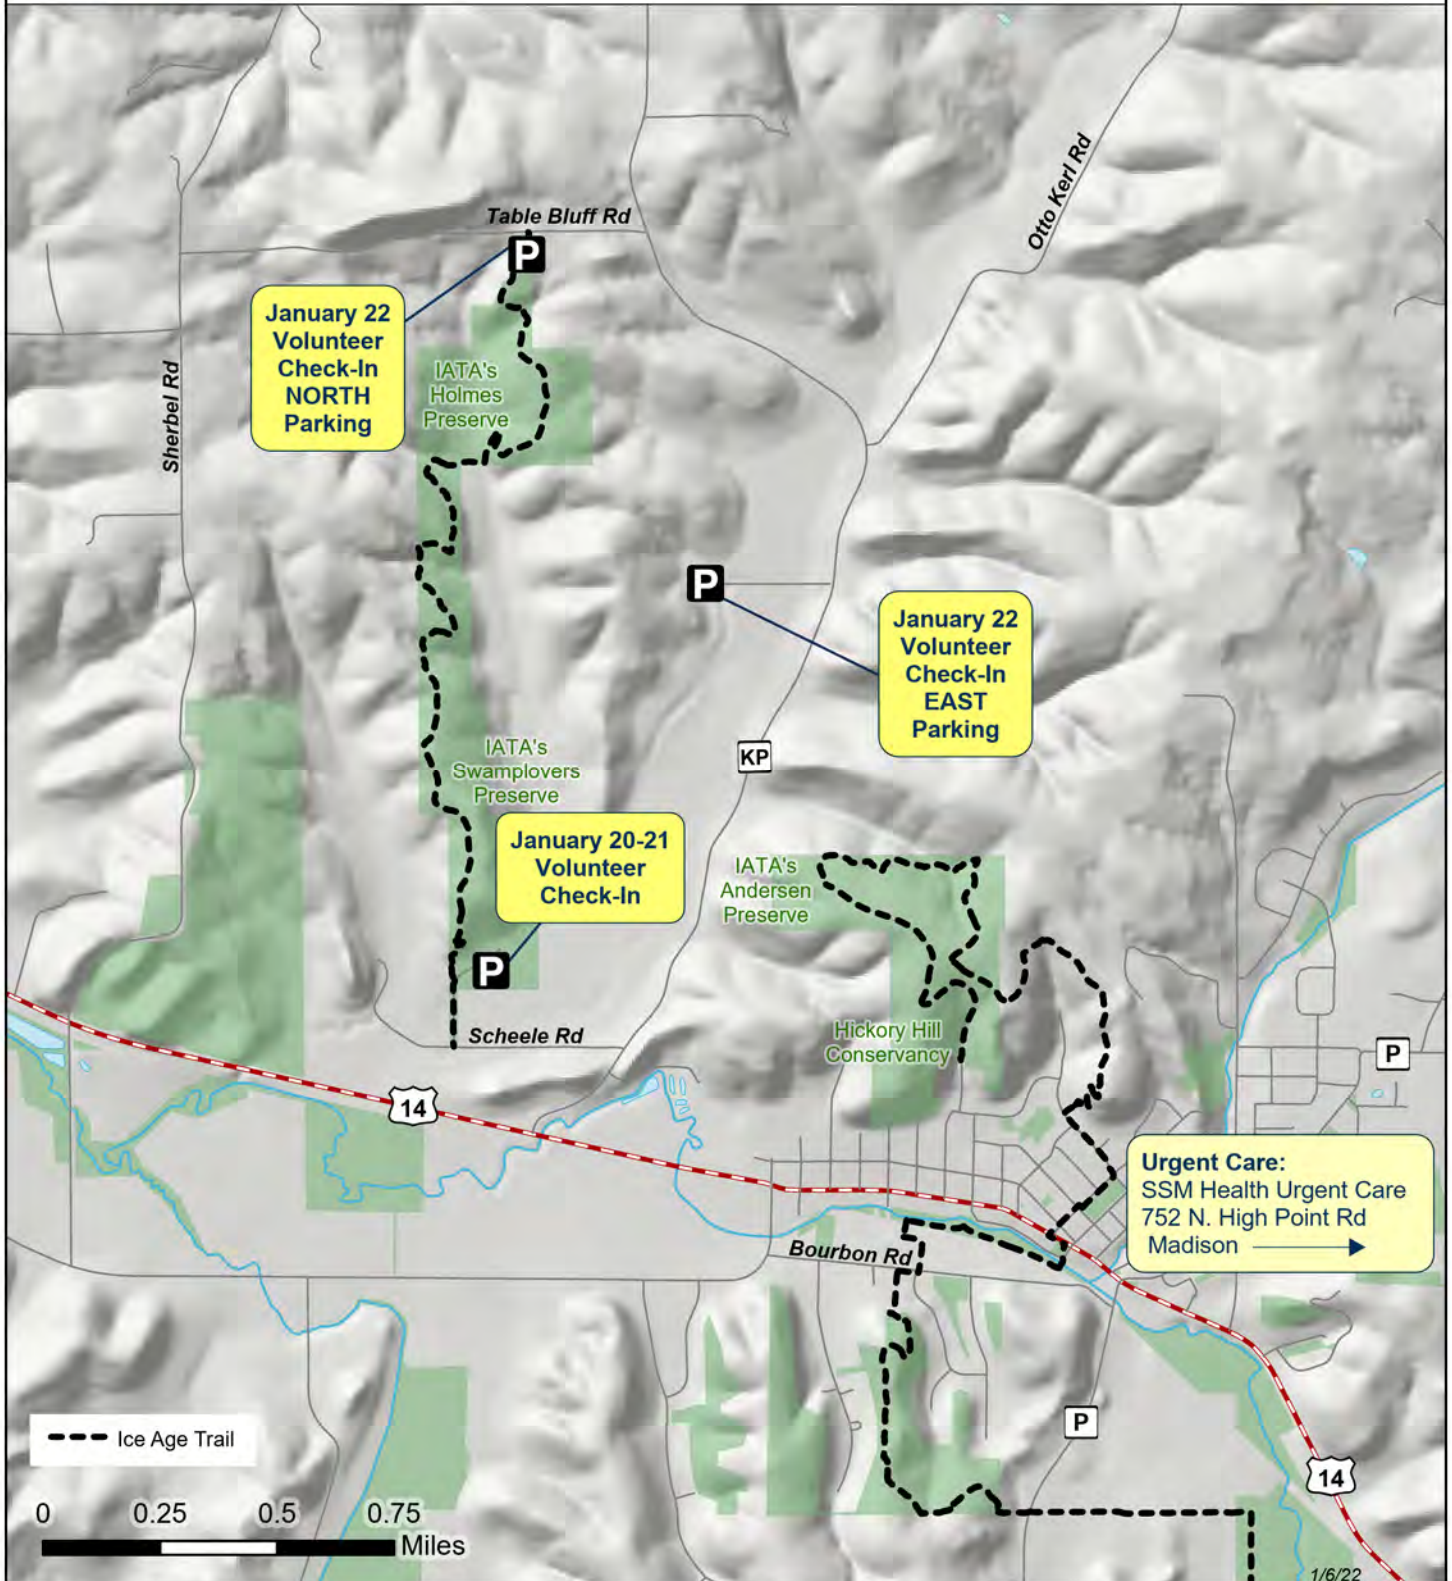 Table Bluff Rd
Otto Kerl Rd
P
January 22
Volunteer
Check-In
NORTH
Parking
Sherbel Rd
IATA's
Holmes
Preserve
P
January 22
Volunteer
Check-In
EAST
Parking
KP
IATA's
Swamplovers
Preserve
January 20-21
Volunteer
Check-In
IATA's
Andersen
Preserve
P
Scheele Rd
Hickory Hill
Conservancy
P
14
Urgent Care:
SSM Health Urgent Care
752 N. High Point Rd
Madison
Bourbon Rd
P
14
Ice Age Trail
0 0.25 0.5 0.75
Miles
1/6/22